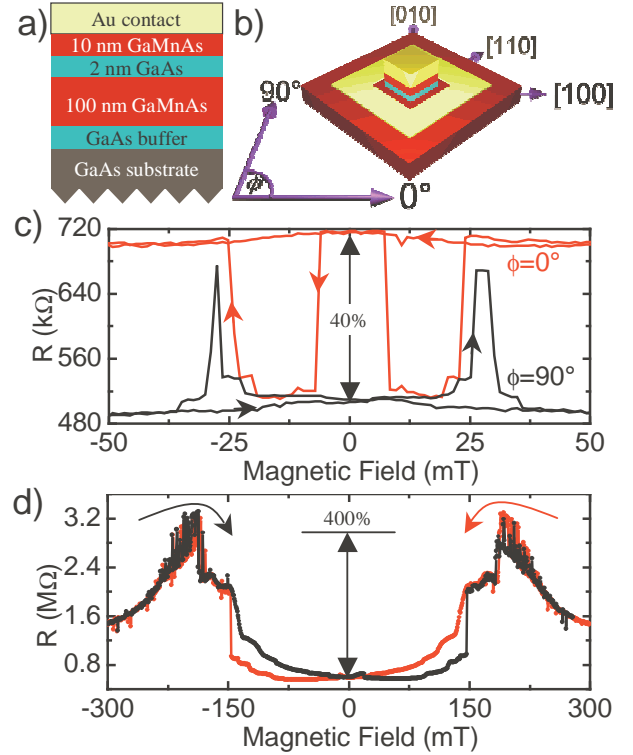 a)
Au contact
10 nm GaMnAs
2 nm GaAs
100 nm GaMnAs
GaAs buffer
GaAs substrate
b)
[010]
[110]
[100]
90°
ϕ
0°
c)
720
640
560
480
R (kΩ)
40%
ϕ=0°
ϕ=90°
-50 -25 0 25 50
Magnetic Field (mT)
d)
3.2
2.4
1.6
0.8
R (MΩ)
400%
-300 -150 0 150 300
Magnetic Field (mT)